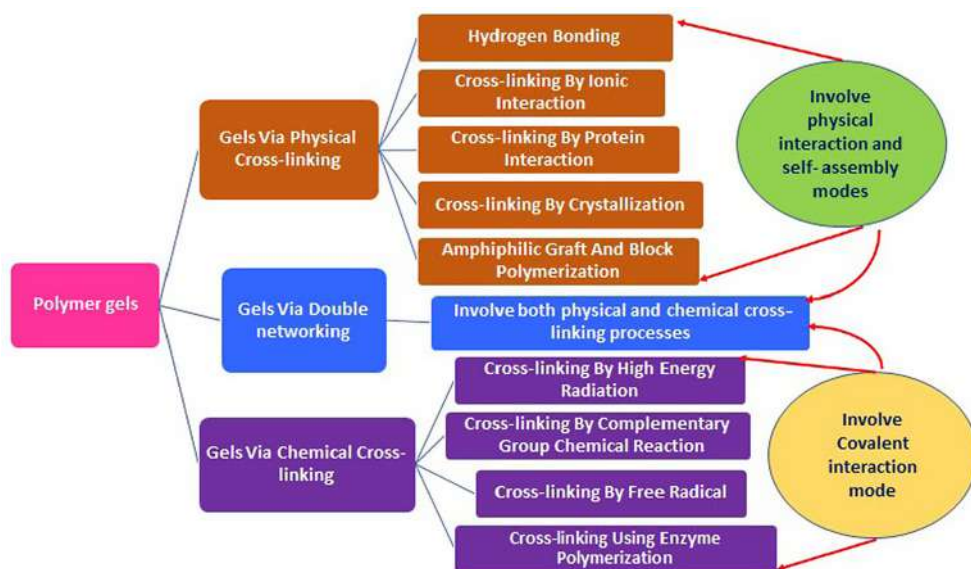 Polymer gels
Gels Via Physical
Cross-linking
Hydrogen Bonding
Cross-linking By Ionic
Interaction
Cross-linking By Protein
Interaction
Cross-linking By Crystallization
Amphiphilic Graft And Block
Polymerization
Gels Via Double
networking
Involve both physical and chemical cross-
linking processes
Gels Via Chemical Cross-
linking
Cross-linking By High Energy
Radiation
Cross-linking By Complementary
Group Chemical Reaction
Cross-linking By Free Radical
Cross-linking Using Enzyme
Polymerization
Involve
physical
interaction and
self- assembly
modes
Involve
Covalent
interaction
mode